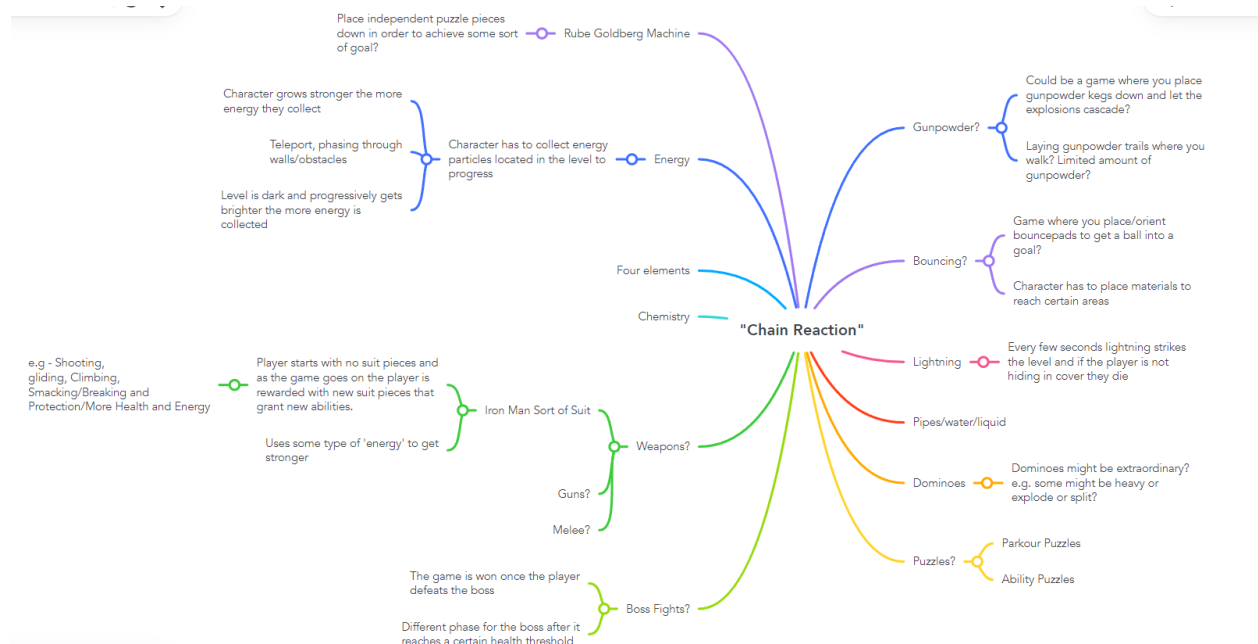 Place independent puzzle pieces
down in order to achieve some sort
of goal?
Rube Goldberg Machine
Character grows stronger the more
energy they collect
Teleport, phasing through
walls/obstacles
Level is dark and progressively gets
brighter the more energy is
collected
Character has to collect energy
particles located in the level to
progress
Energy
Four elements
Chemistry
"Chain Reaction"
e.g - Shooting,
gliding, Climbing,
Smacking/Breaking and
Protection/More Health and Energy
Player starts with no suit pieces and
as the game goes on the player is
rewarded with new suit pieces that
grant new abilities.
Uses some type of 'energy' to get
stronger
Iron Man Sort of Suit
Guns?
Melee?
Weapons?
The game is won once the player
defeats the boss
Different phase for the boss after it
reaches a certain health threshold
Boss Fights?
Gunpowder?
Could be a game where you place
gunpowder kegs down and let the
explosions cascade?
Laying gunpowder trails where you
walk? Limited amount of
gunpowder?
Bouncing?
Game where you place/orient
bouncepads to get a ball into a
goal?
Character has to place materials to
reach certain areas
Lightning
Every few seconds lightning strikes
the level and if the player is not
hiding in cover they die
Pipes/water/liquid
Dominoes
Dominoes might be extraordinary?
e.g. some might be heavy or
explode or split?
Puzzles?
Parkour Puzzles
Ability Puzzles